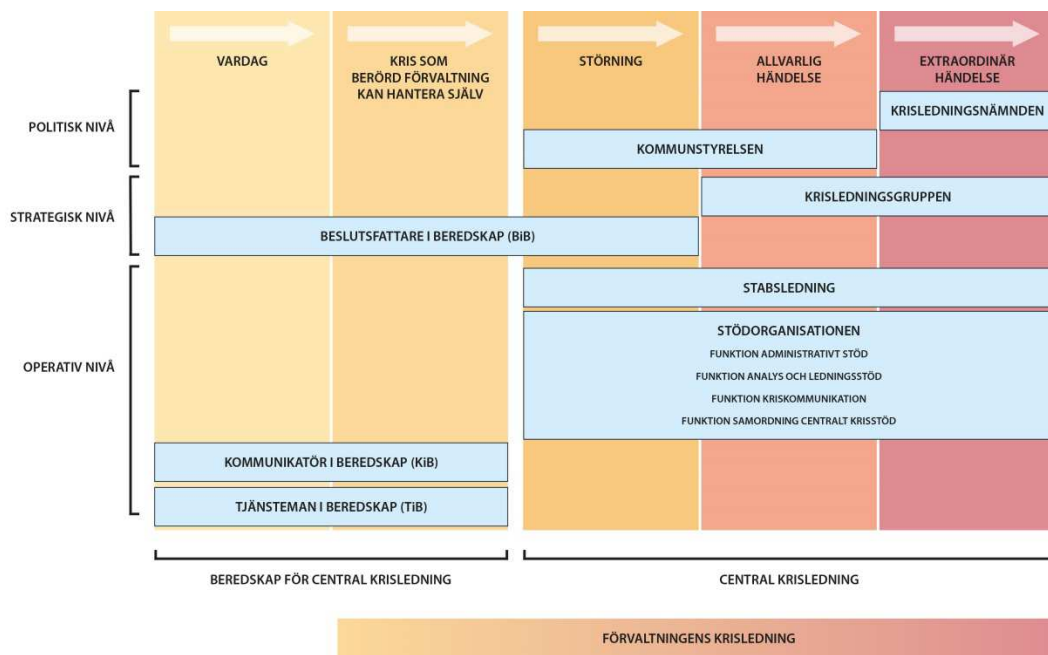 VARDAG
KRIS SOM
BERÖRD FÖRVALTNING
KAN HANTERA SJÄLV
STÖRNING
ALLVARLIG
HÄNDELSE
EXTRAORDINÄR
HÄNDELSE
POLITISK NIVÅ
KRISLEDNINGSNÄMNDEN
KOMMUNSTYRELSEN
STRATEGISK NIVÅ
KRISLEDNINGSGRUPPEN
BESLUTSFATTARE I BEREDSKAP (BiB)
OPERATIV NIVÅ
STABSLEDNING
STÖDORGANISATIONEN
FUNKTION ADMINISTRATIVT STÖD
FUNKTION ANALYS OCH LEDNINGSSTÖD
FUNKTION KRISKOMMUNIKATION
FUNKTION SAMORDNING CENTRALT KRISSTÖD
KOMMUNIKATÖR I BEREDSKAP (KiB)
TJÄNSTEMAN I BEREDSKAP (TiB)
BEREDSKAP FÖR CENTRAL KRISLEDNING
CENTRAL KRISLEDNING
FÖRVALTNINGENS KRISLEDNING